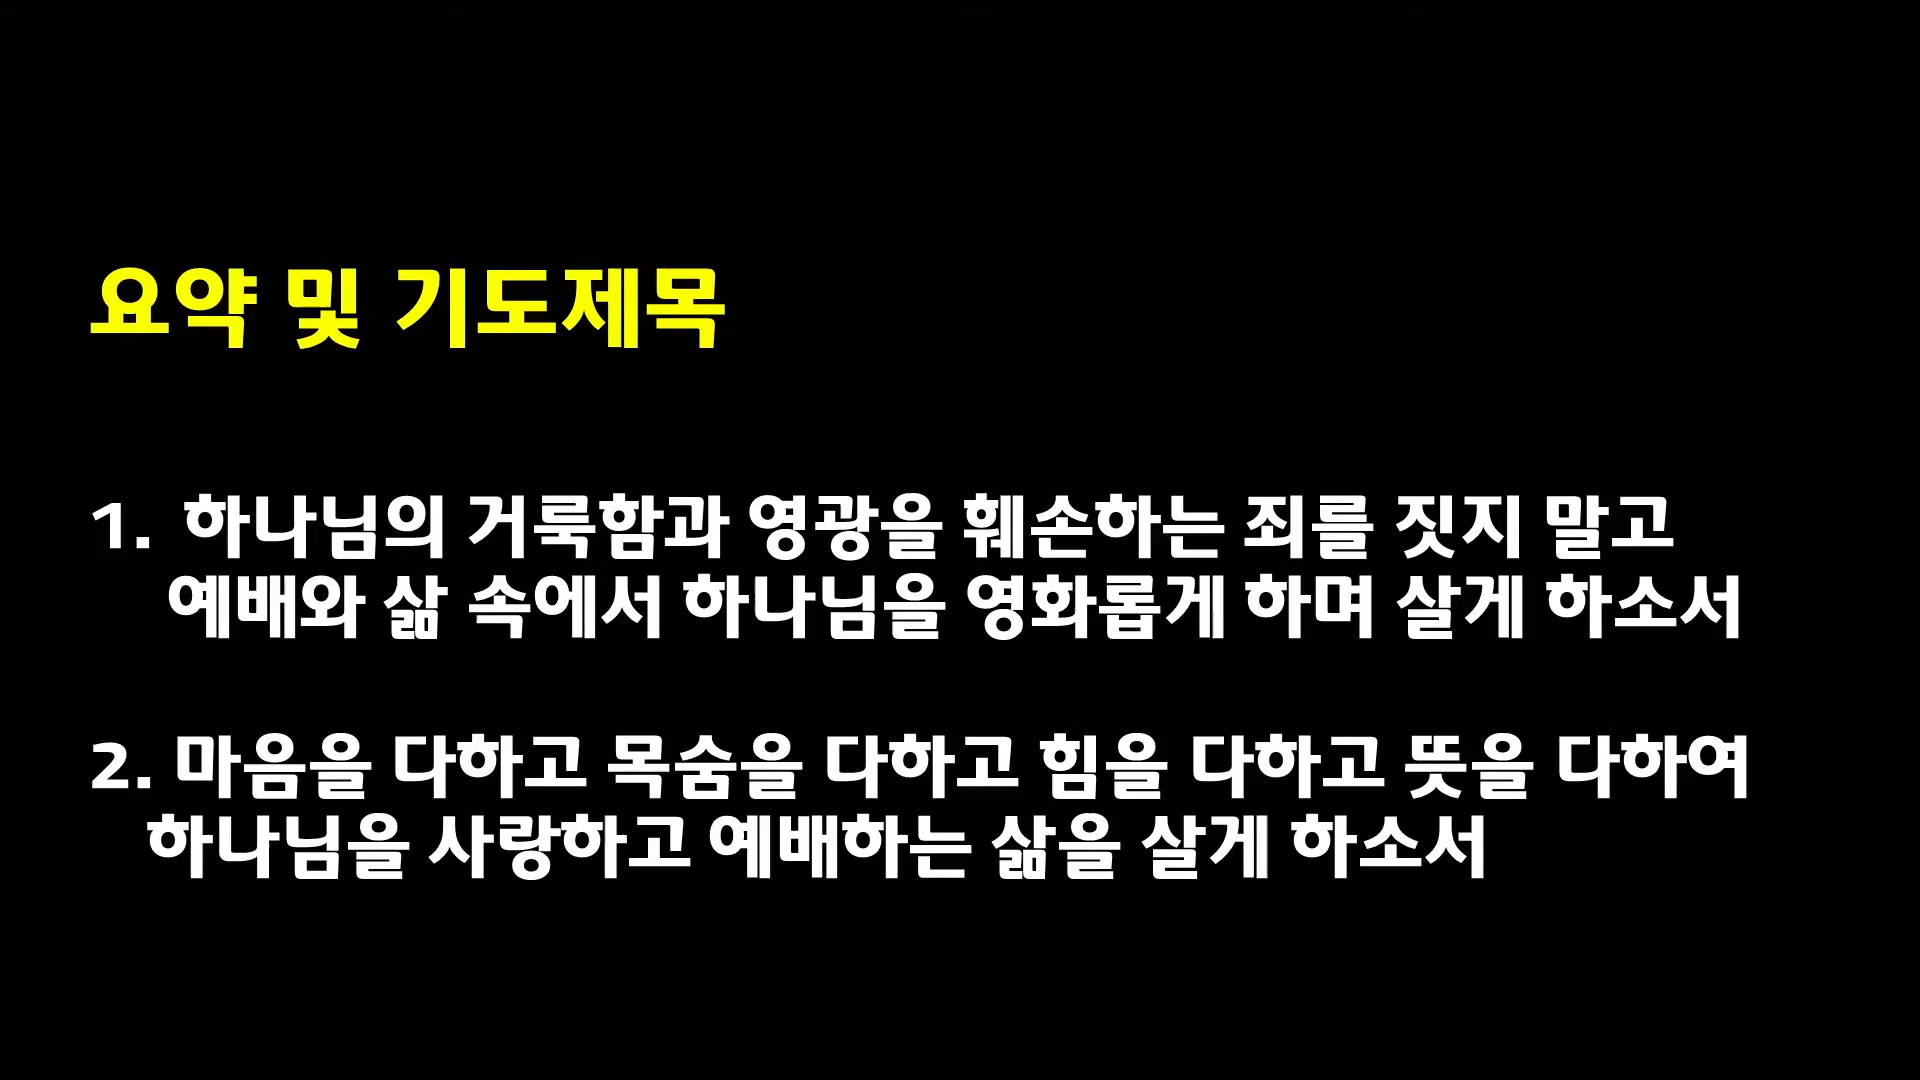 요약 및 기도제목
1. 하나님의 거룩함과 영광을 훼손하는 죄를 짓지 말고
예배와 삶 속에서 하나님을 영화롭게 하며 살게 하소서
2. 마음을 다하고 목숨을 다하고 힘을 다하고 뜻을 다하여
하나님을 사랑하고 예배하는 삶을 살게 하소서